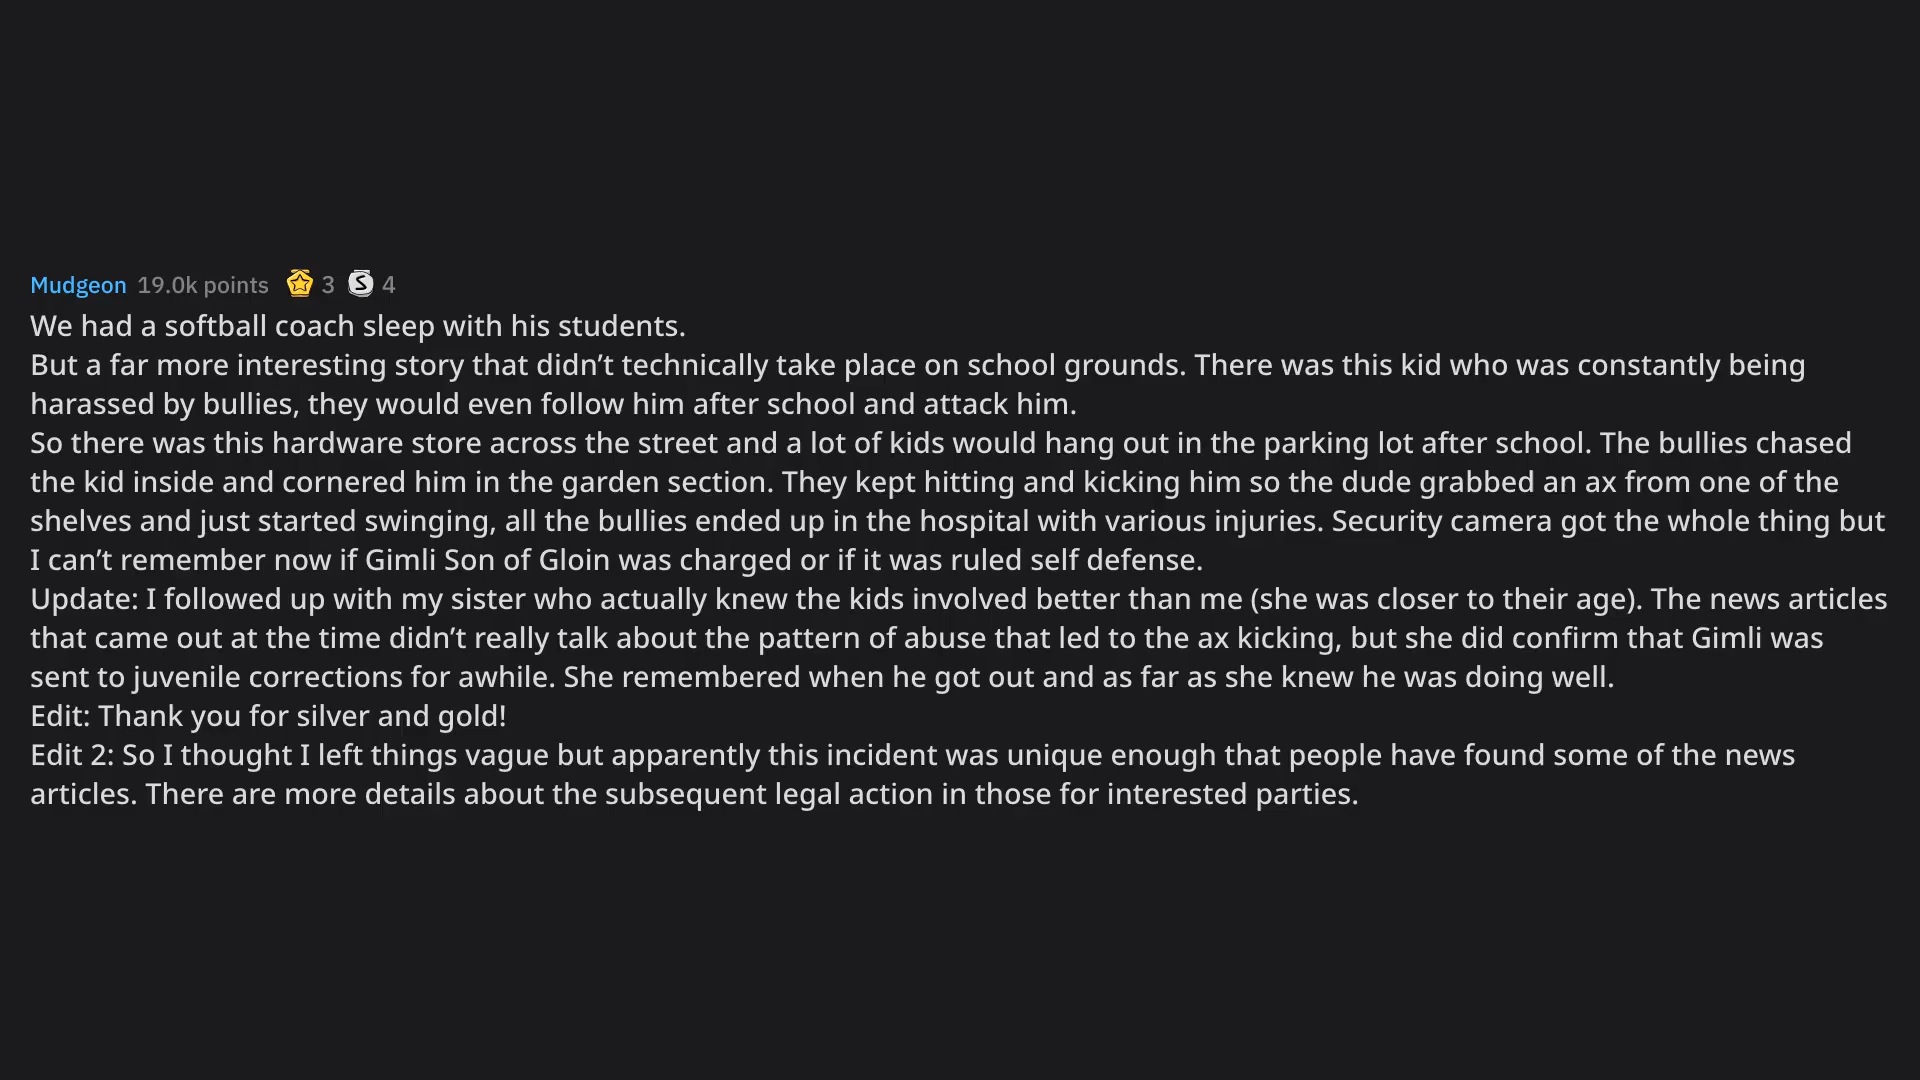 Mudgeon 19.0k points 3 S 4
We had a softball coach sleep with his students.
But a far more interesting story that didn’t technically take place on school grounds. There was this kid who was constantly being
harassed by bullies, they would even follow him after school and attack him.
So there was this hardware store across the street and a lot of kids would hang out in the parking lot after school. The bullies chased
the kid inside and cornered him in the garden section. They kept hitting and kicking him so the dude grabbed an ax from one of the
shelves and just started swinging, all the bullies ended up in the hospital with various injuries. Security camera got the whole thing but
I can’t remember now if Gimli Son of Gloin was charged or if it was ruled self defense.
Update: I followed up with my sister who actually knew the kids involved better than me (she was closer to their age). The news articles
that came out at the time didn’t really talk about the pattern of abuse that led to the ax kicking, but she did confirm that Gimli was
sent to juvenile corrections for awhile. She remembered when he got out and as far as she knew he was doing well.
Edit: Thank you for silver and gold!
Edit 2: So I thought I left things vague but apparently this incident was unique enough that people have found some of the news
articles. There are more details about the subsequent legal action in those for interested parties.